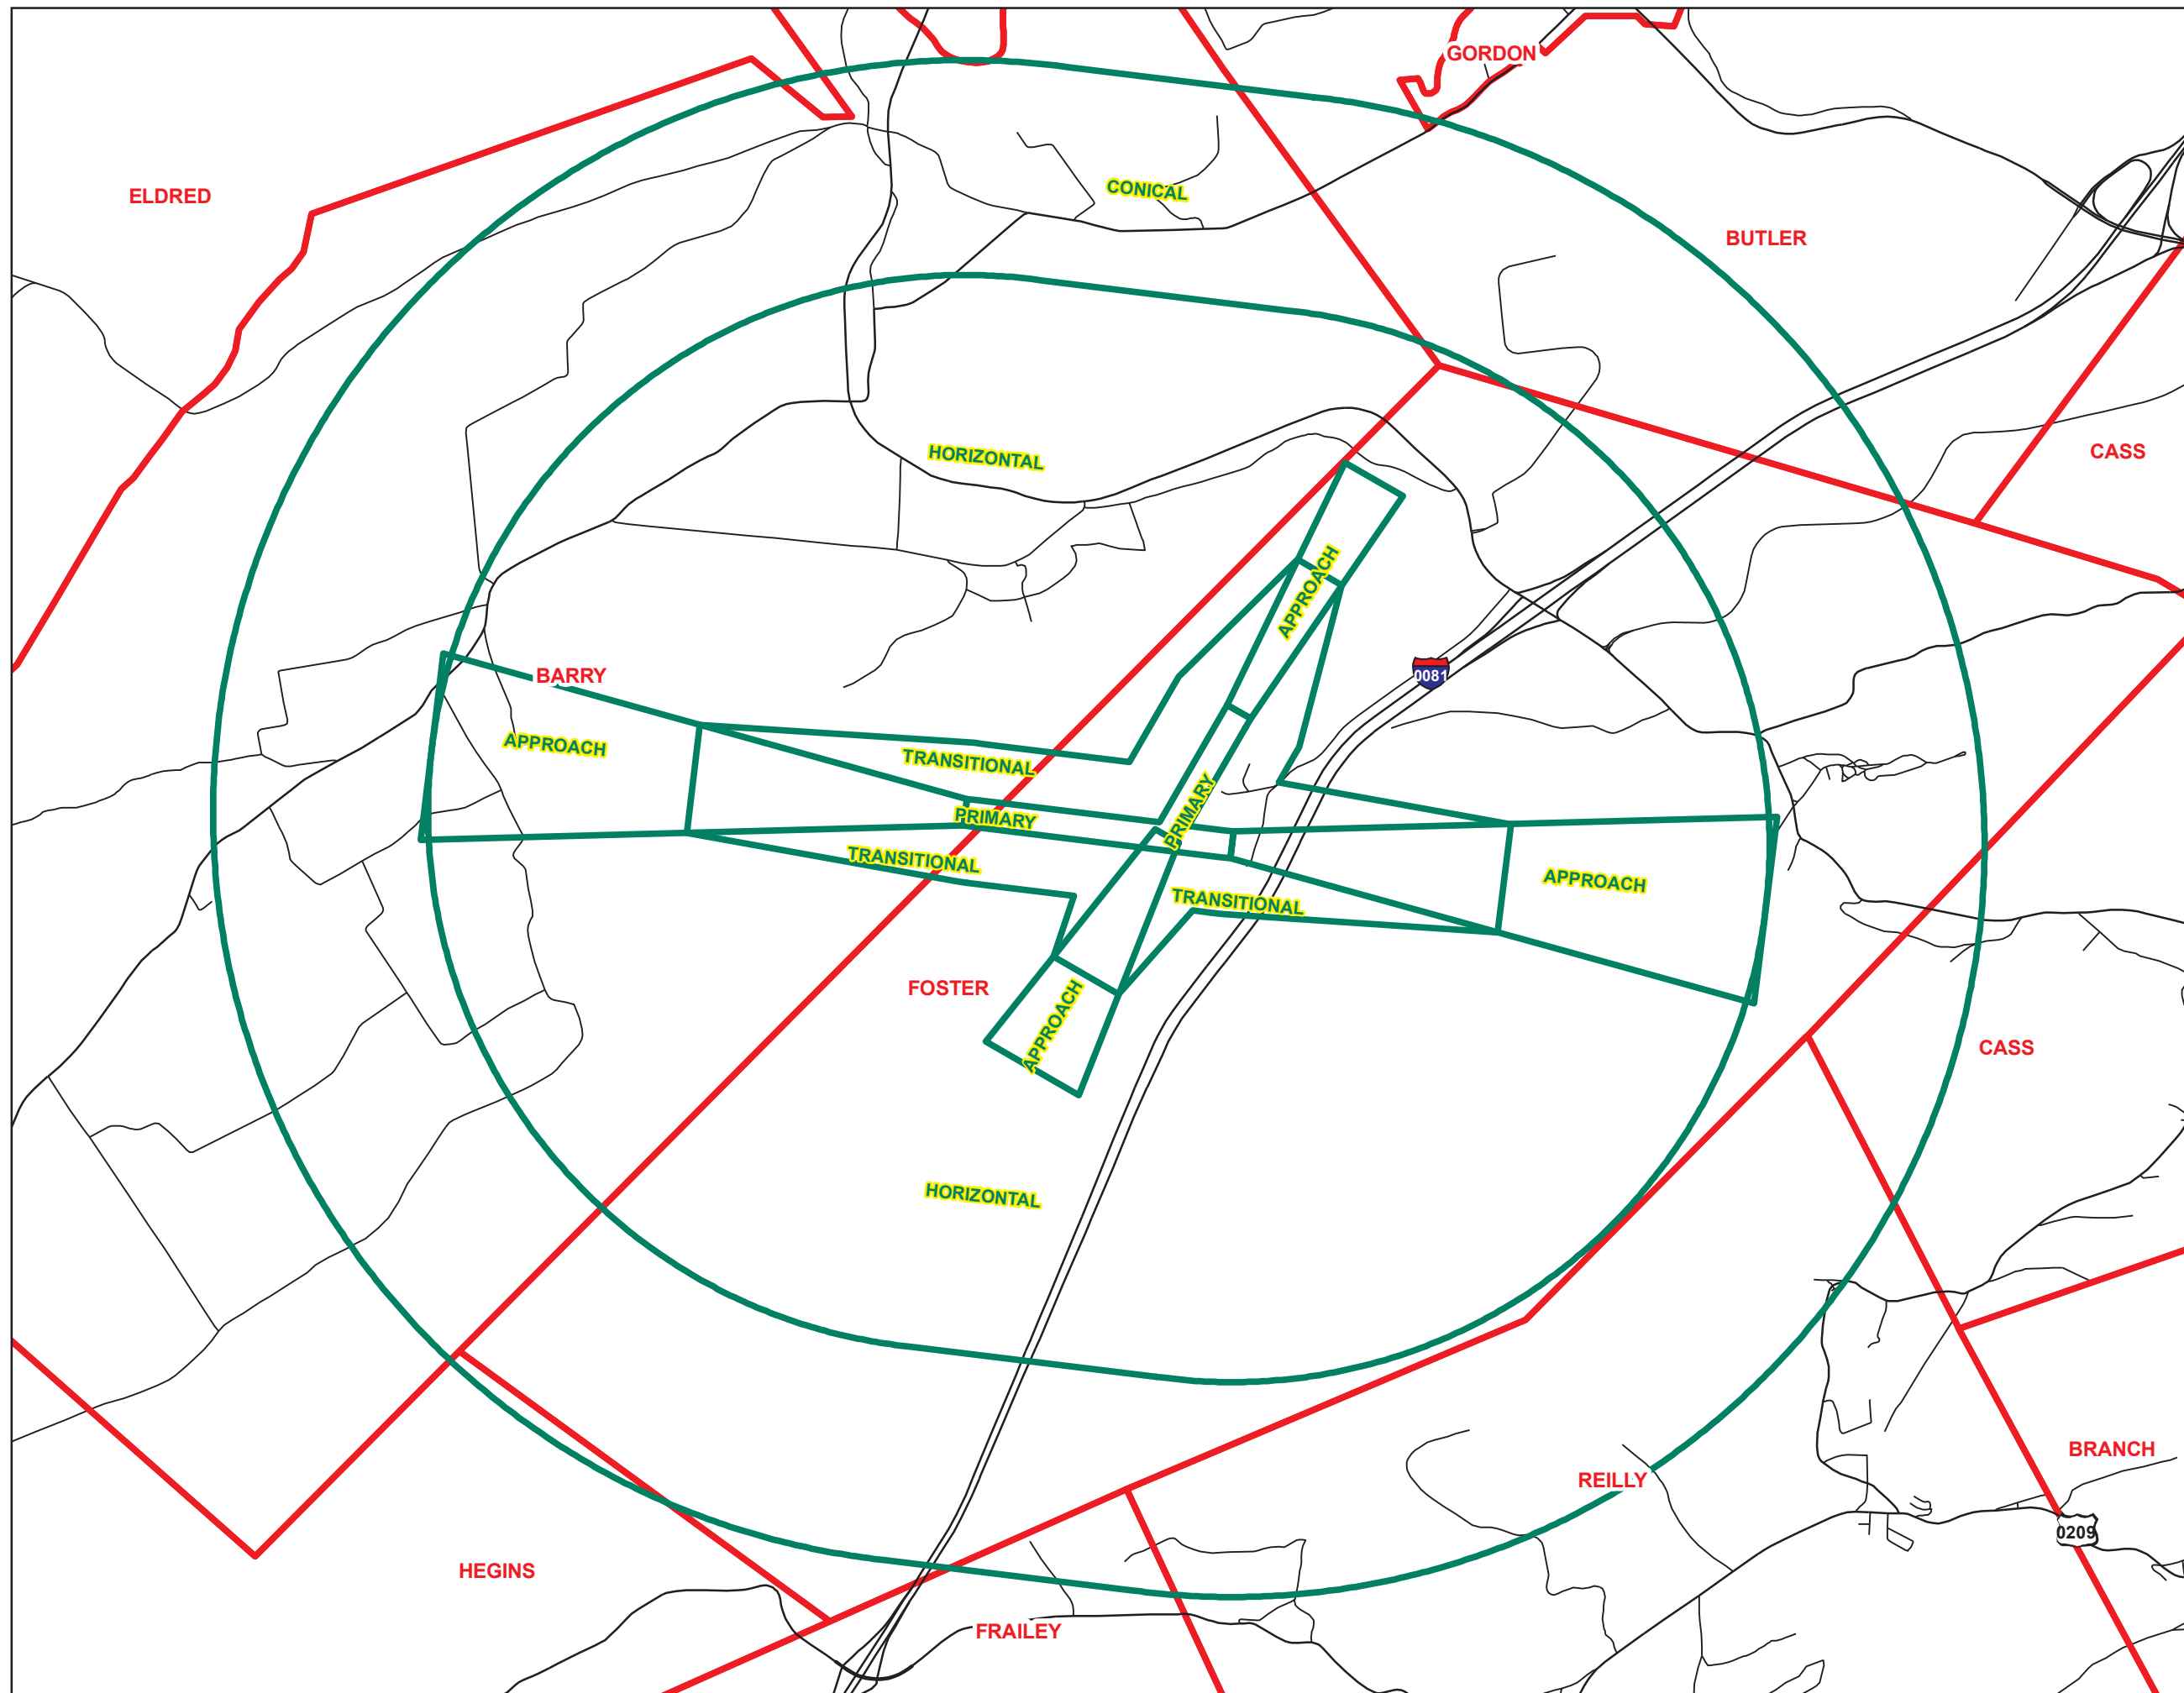 GORDON
ELDRED
CONICAL
BUTLER
HORIZONTAL
CASS
APPROACH
BARRY
0081
APPROACH
TRANSITIONAL
PRIMARY
PRIMARY
TRANSITIONAL
APPROACH
TRANSITIONAL
FOSTER
APPROACH
CASS
HORIZONTAL
BRANCH
REILLY
0209
HEGINS
FRAILEY